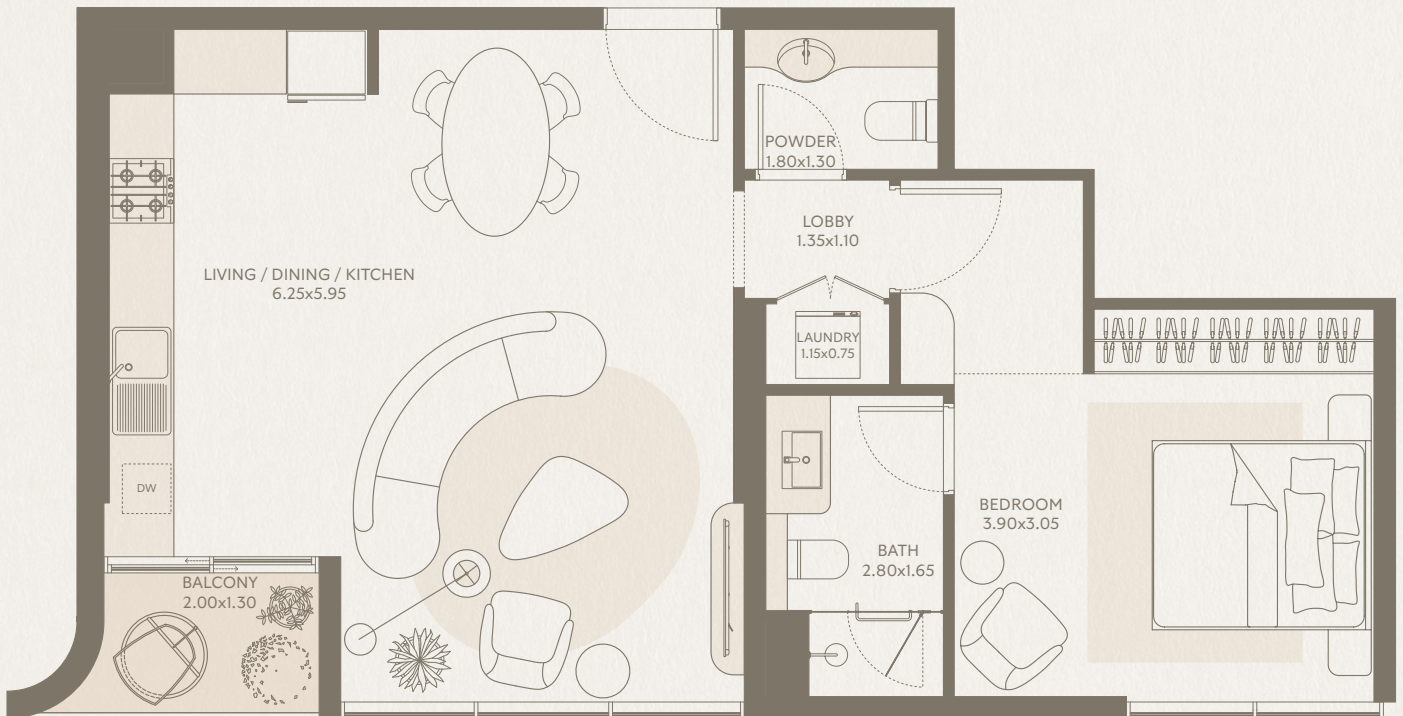 POWDER
1.80x1.30
LOBBY
1.35x1.10
LIVING / DINING / KITCHEN
6.25x5.95
LAUNDRY
1.15x0.75
DW
BEDROOM
3.90x3.05
BATH
2.80x1.65
BALCONY
2.00x1.30